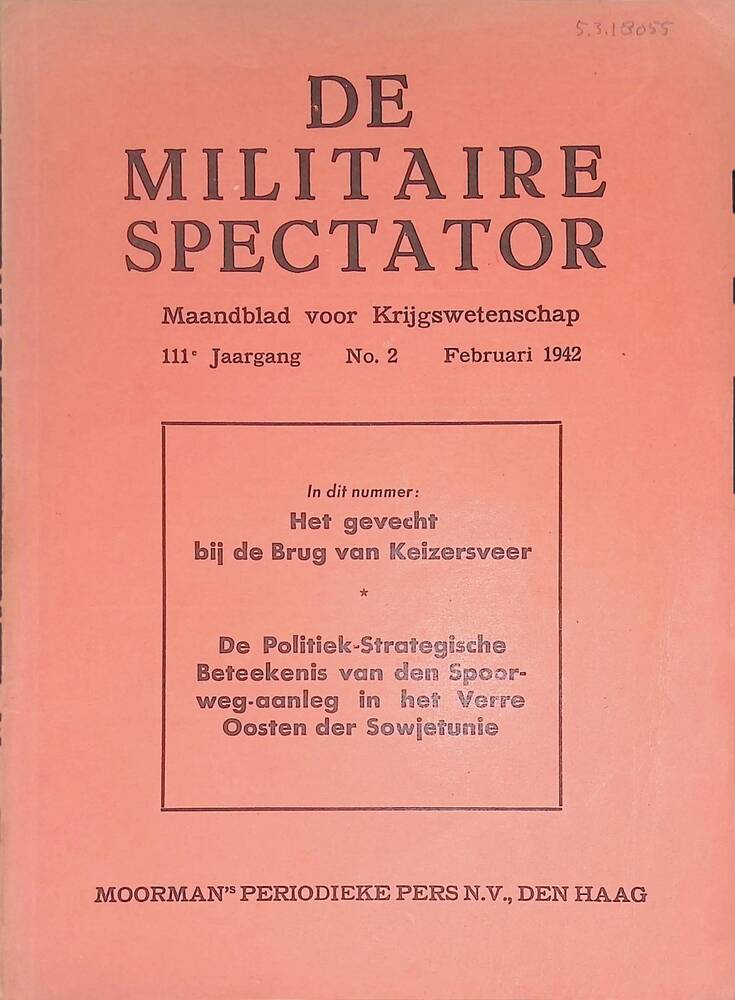 5.3.18055
DE
MILITAIRE
SPECTATOR
Maandblad voor Krijgswetenschap
111e Jaargang No. 2 Februari 1942
In dit nummer:
Het gevecht
bij de Brug van Keizersveer
*
De Politiek-Strategische
Beteekenis van den Spoor-
weg-aanleg in het Verre
Oosten der Sowjetunie
MOORMAN's PERIODIEKE PERS N.V., DEN HAAG